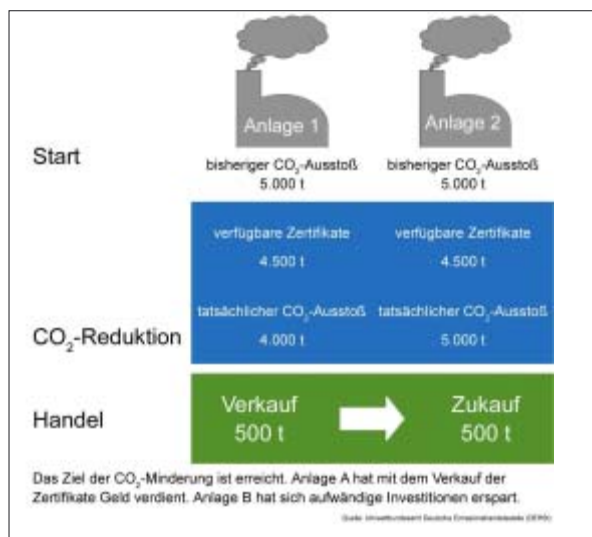 Anlage 1
Anlage 2
Start
bisheriger CO₂-Ausstoß
5.000 t
bisheriger CO₂-Ausstoß
5.000 t
verfügbare Zertifikate
4.500 t
verfügbare Zertifikate
4.500 t
CO₂-Reduktion
tatsächlicher CO₂-Ausstoß
4.000 t
tatsächlicher CO₂-Ausstoß
5.000 t
Handel
Verkauf
500 t
Zukauf
500 t
Das Ziel der CO₂-Minderung ist erreicht. Anlage A hat mit dem Verkauf der
Zertifikate Geld verdient. Anlage B hat sich aufwändige Investitionen erspart.
Quelle: Umweltbundesamt Deutsche Emissionshandelsstelle (DEHSt)